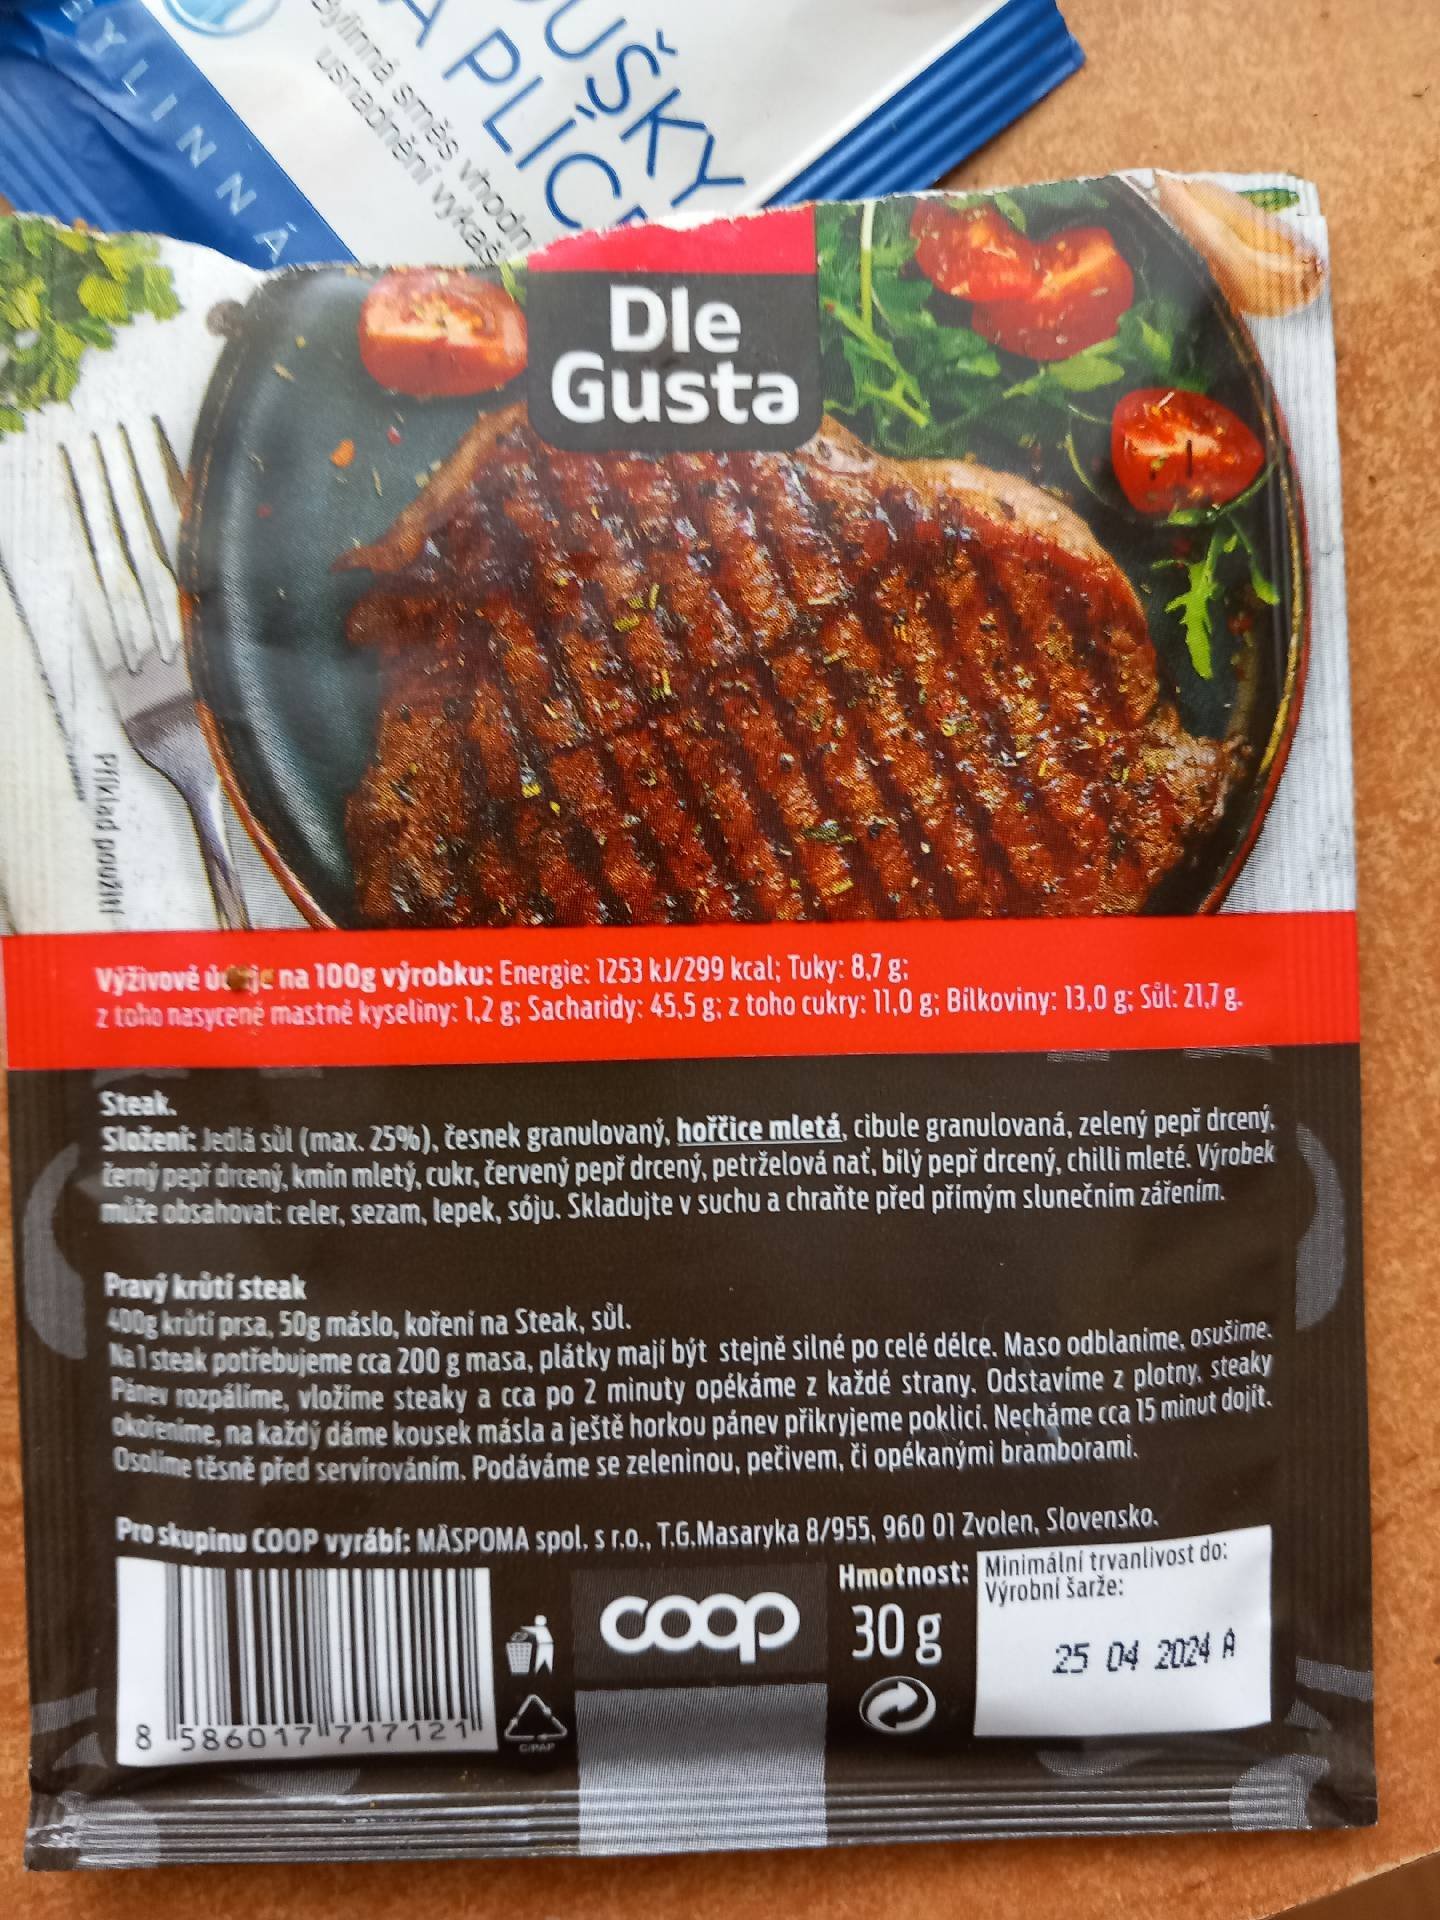 BYLINNÁ
Bylinná směs vhodn
usnadnění vykaš
UŠKY
A PLÍC
Dle
Gusta
Příklad použití
Výživové na 100g výrobku: Energie: 1253 kJ/299 kcal; Tuky: 8,7 g;
z toho nasycené mastné kyseliny: 1,2 g; Sacharidy: 45,5 g; z toho cukry: 11,0 g; Bílkoviny: 13,0 g; Sůl: 21,7 g.
Steak.
Složení: Jedlá sůl (max. 25%), česnek granulovaný, hořčice mletá, cibule granulovaná, zelený pepř drcený,
černý pepř drcený, kmín mletý, cukr, červený pepř drcený, petrželová nať, bílý pepř drcený, chilli mleté. Výrobek
může obsahovat: celer, sezam, lepek, sóju. Skladujte v suchu a chraňte před přímým slunečním zářením.
Pravý krůtí steak
400g krůtí prsa, 50g máslo, koření na Steak, sůl.
Na 1 steak potřebujeme cca 200 g masa, plátky mají být stejně silné po celé délce. Maso odblaníme, osušíme.
Pánev rozpálíme, vložíme steaky a cca po 2 minuty opékáme z každé strany. Odstavíme z plotny, steaky
okořeníme, na každý dáme kousek másla a ještě horkou pánev přikryjeme poklicí. Necháme cca 15 minut dojít.
Osolíme těsně před servírováním. Podáváme se zeleninou, pečivem, či opékanými bramborami.
Pro skupinu COOP vyrábí: MÄSPOMA spol. s r.o., T.G.Masaryka 8/955, 960 01 Zvolen, Slovensko.
Hmotnost:
30 g
Minimální trvanlivost do:
Výrobní šarže:
25 04 2024 A
coop
C/PAP
8 586017 717121